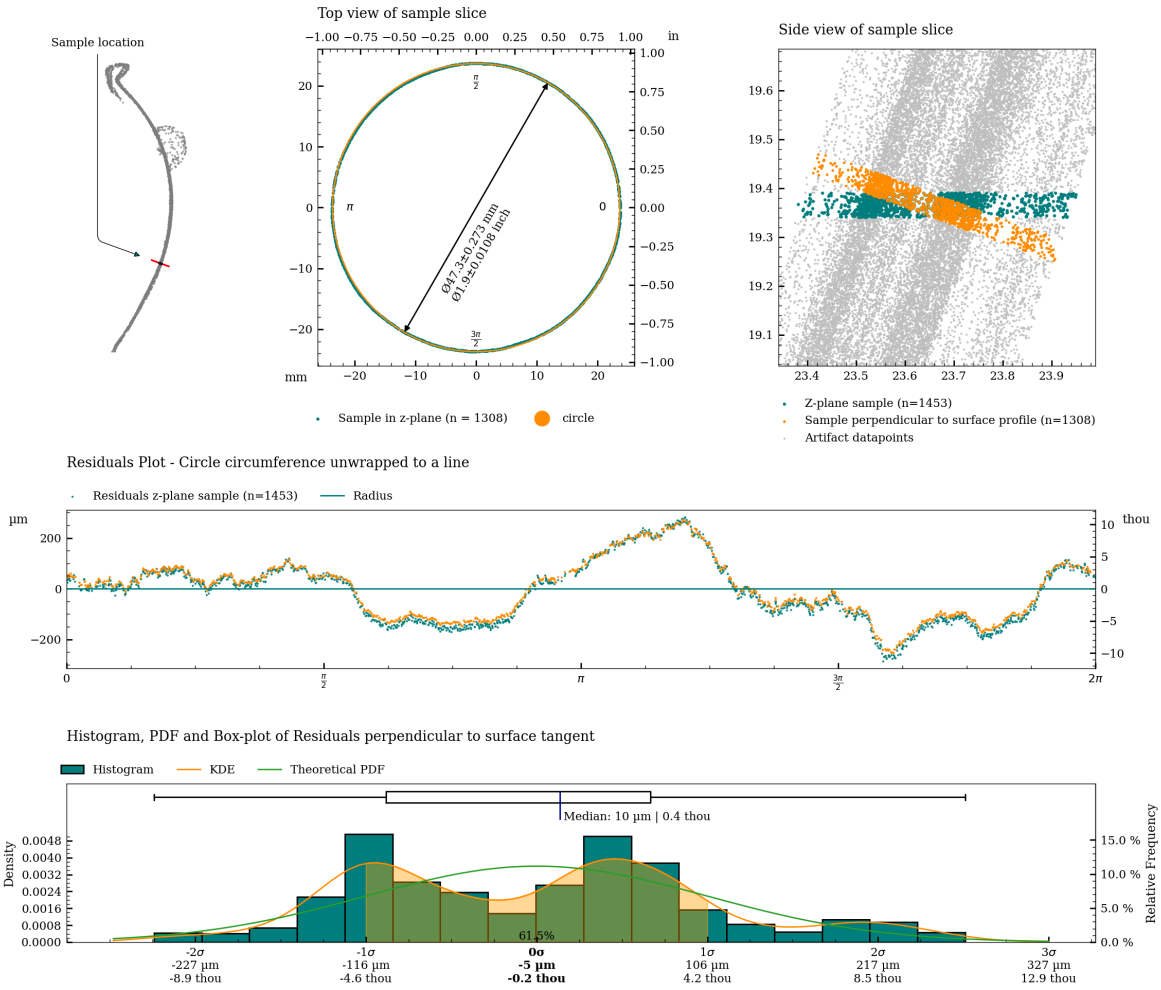 Sample location
Top view of sample slice
−1.00 −0.75 −0.50 −0.25 0.00 0.25 0.50 0.75 1.00 in
20
10
0
−10
−20
mm
−20 −10 0 10 20
1.00
0.75
0.50
0.25
0.00
−0.25
−0.50
−0.75
−1.00
π/2
π
0
3π/2
Ø47.3±0.273 mm
Ø1.9±0.0108 inch
Sample in z-plane (n = 1308) circle
Side view of sample slice
19.6
19.5
19.4
19.3
19.2
19.1
23.4 23.5 23.6 23.7 23.8 23.9
Z-plane sample (n=1453)
Sample perpendicular to surface profile (n=1308)
Artifact datapoints
Residuals Plot - Circle circumference unwrapped to a line
Residuals z-plane sample (n=1453) Radius
µm
200
0
−200
thou
10
5
0
−5
−10
0 π/2 π 3π/2 2π
Histogram, PDF and Box-plot of Residuals perpendicular to surface tangent
Histogram KDE Theoretical PDF
Median: 10 µm | 0.4 thou
Density
0.0048
0.0040
0.0032
0.0024
0.0016
0.0008
0.0000
Relative Frequency
15.0 %
10.0 %
5.0 %
0.0 %
61.5%
-2σ -1σ 0σ 1σ 2σ 3σ
-227 µm -116 µm -5 µm 106 µm 217 µm 327 µm
-8.9 thou -4.6 thou -0.2 thou 4.2 thou 8.5 thou 12.9 thou